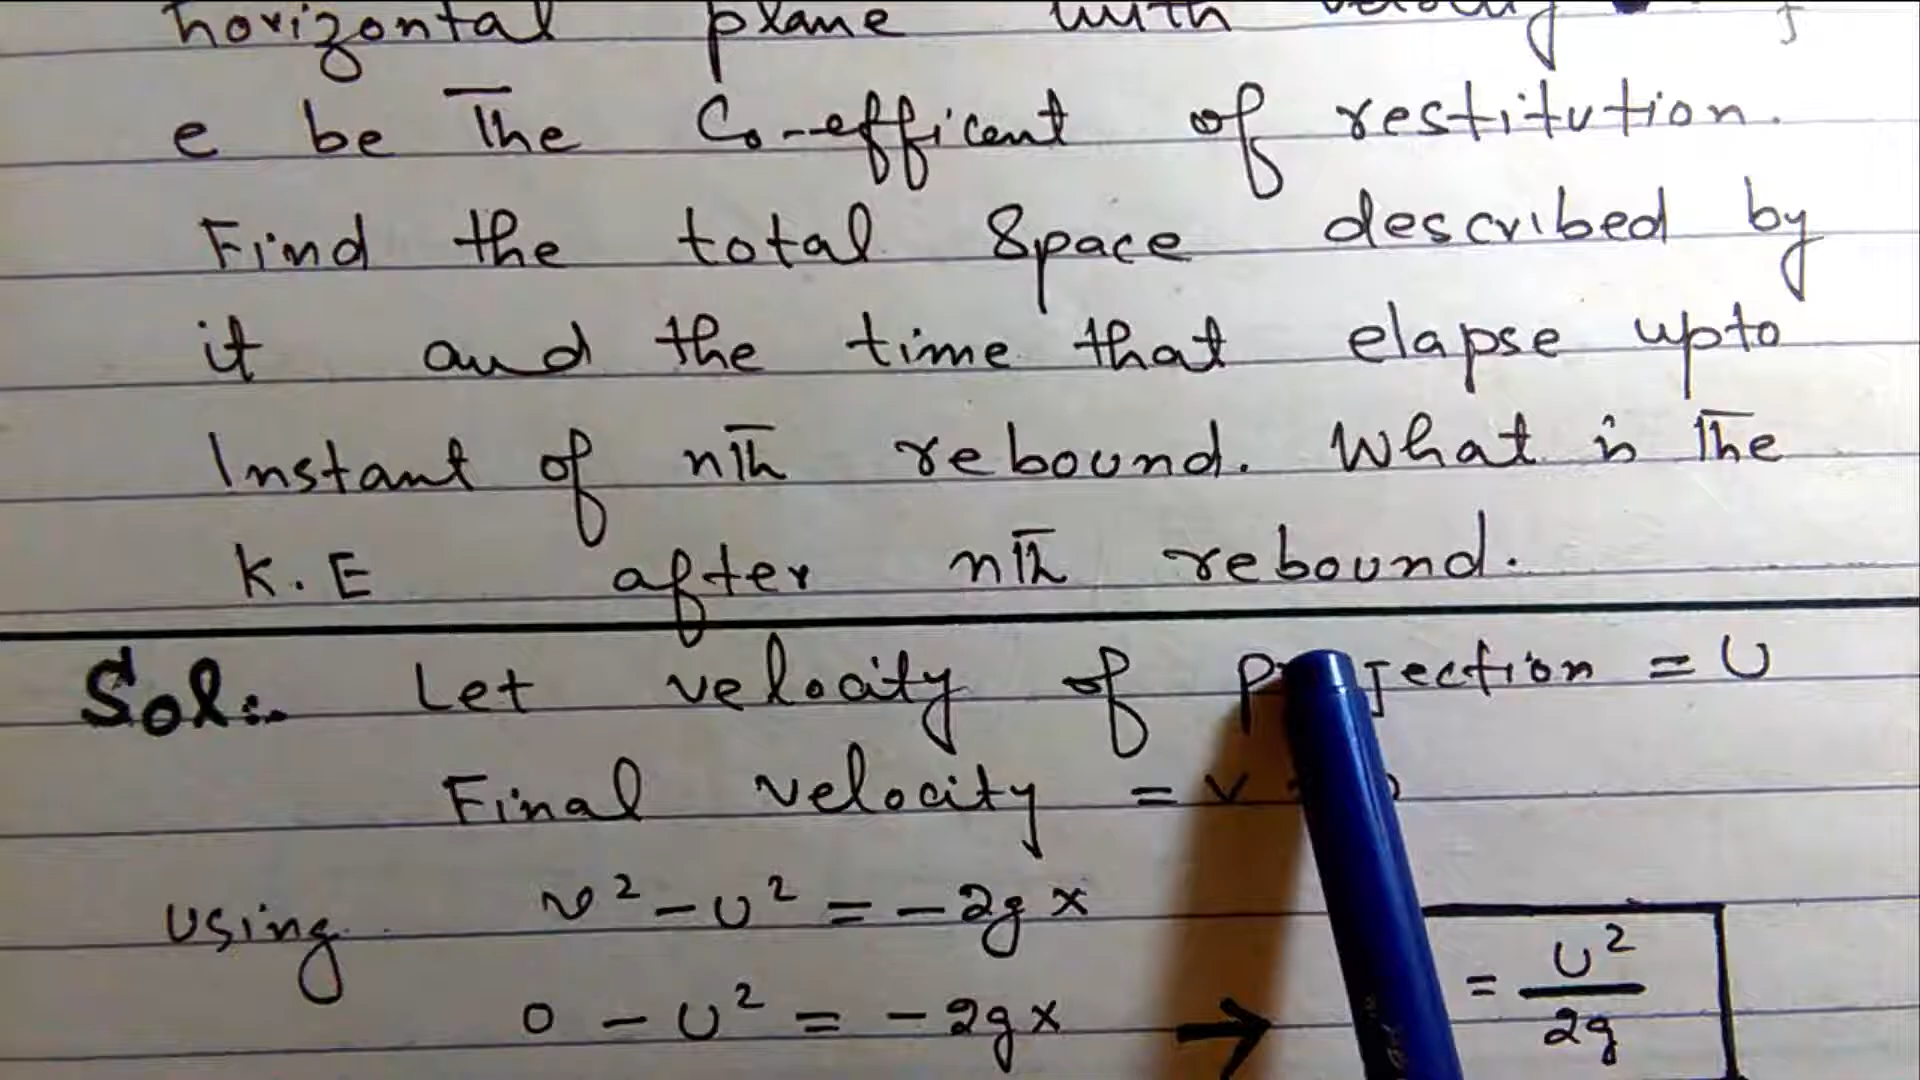 horizontal plane with
e be The Co-efficent of restitution.
Find the total Space described by
it and the time that elapse upto
Instant of nth rebound. What is The
K.E after nth rebound.
Sol:- Let velocity of = U
Final velocity = v
using v² - U² = -2gx
0 - U² = -2gx → = U²/2g